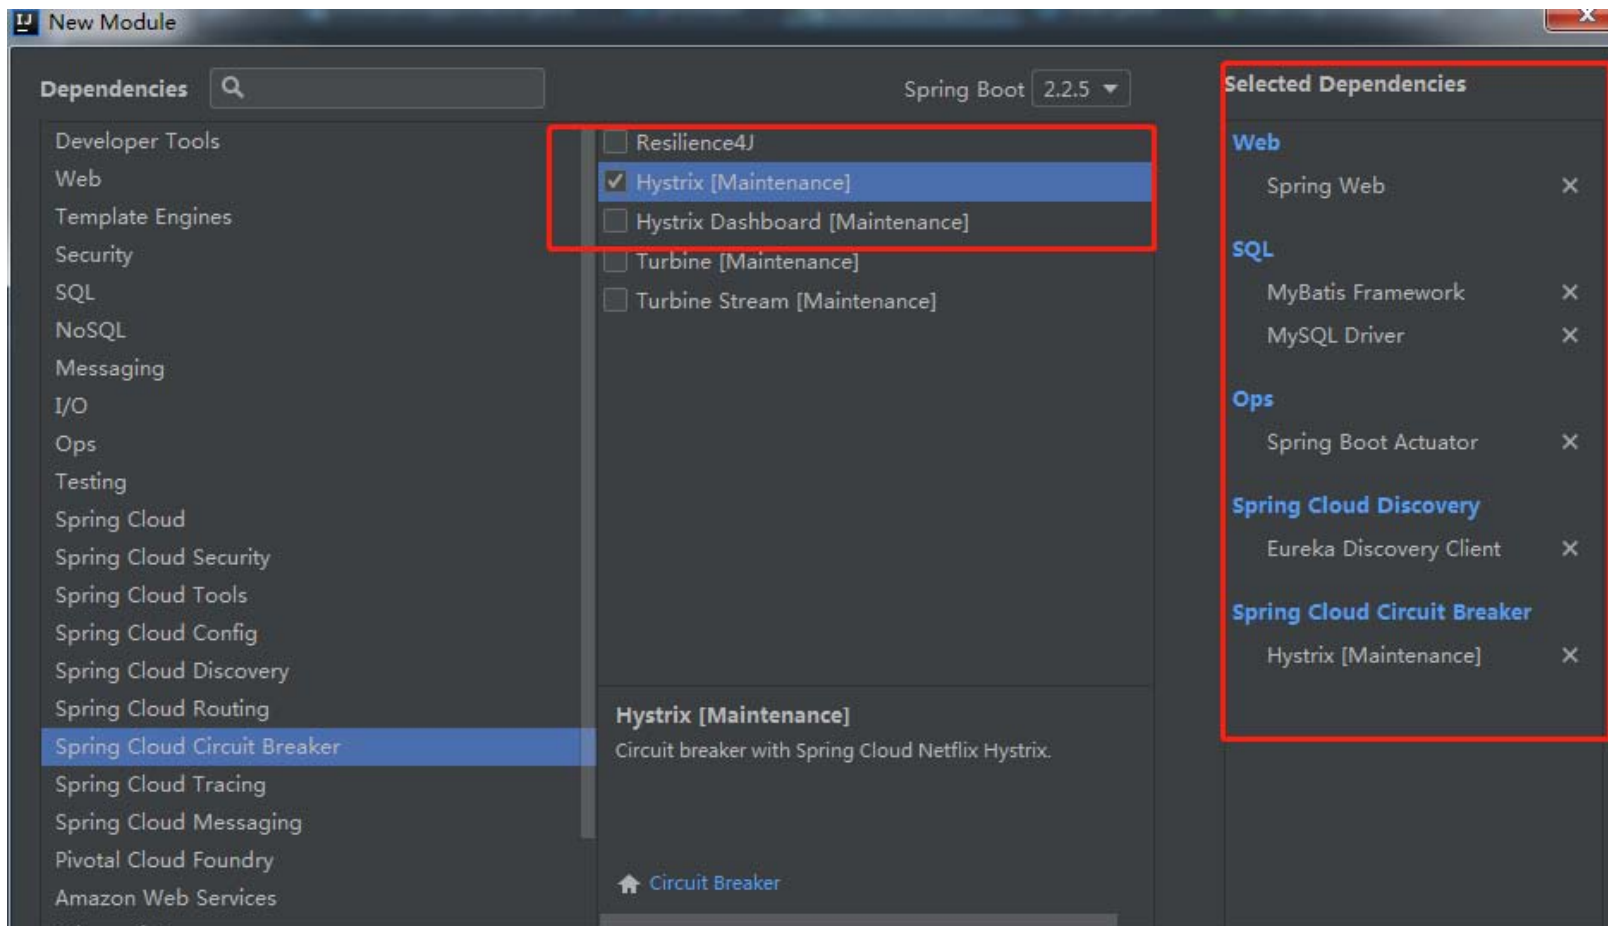 New Module
Dependencies
Spring Boot 2.2.5
Selected Dependencies
Developer Tools
Web
Template Engines
Security
SQL
NoSQL
Messaging
I/O
Ops
Testing
Spring Cloud
Spring Cloud Security
Spring Cloud Tools
Spring Cloud Config
Spring Cloud Discovery
Spring Cloud Routing
Spring Cloud Circuit Breaker
Spring Cloud Tracing
Spring Cloud Messaging
Pivotal Cloud Foundry
Amazon Web Services
Resilience4J
Hystrix [Maintenance]
Hystrix Dashboard [Maintenance]
Turbine [Maintenance]
Turbine Stream [Maintenance]
Hystrix [Maintenance]
Circuit breaker with Spring Cloud Netflix Hystrix.
Circuit Breaker
Web
Spring Web
SQL
MyBatis Framework
MySQL Driver
Ops
Spring Boot Actuator
Spring Cloud Discovery
Eureka Discovery Client
Spring Cloud Circuit Breaker
Hystrix [Maintenance]